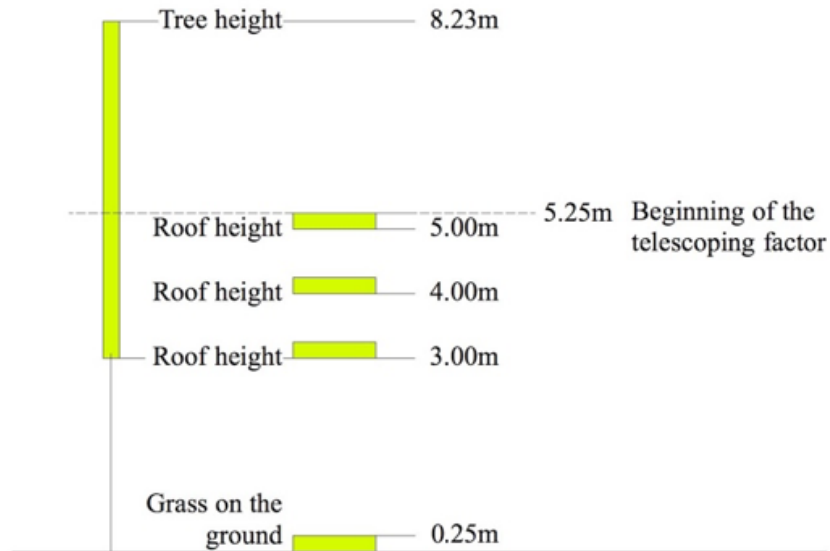 Tree height 8.23m
5.25m Beginning of the
telescoping factor
Roof height 5.00m
Roof height 4.00m
Roof height 3.00m
Grass on the
ground 0.25m